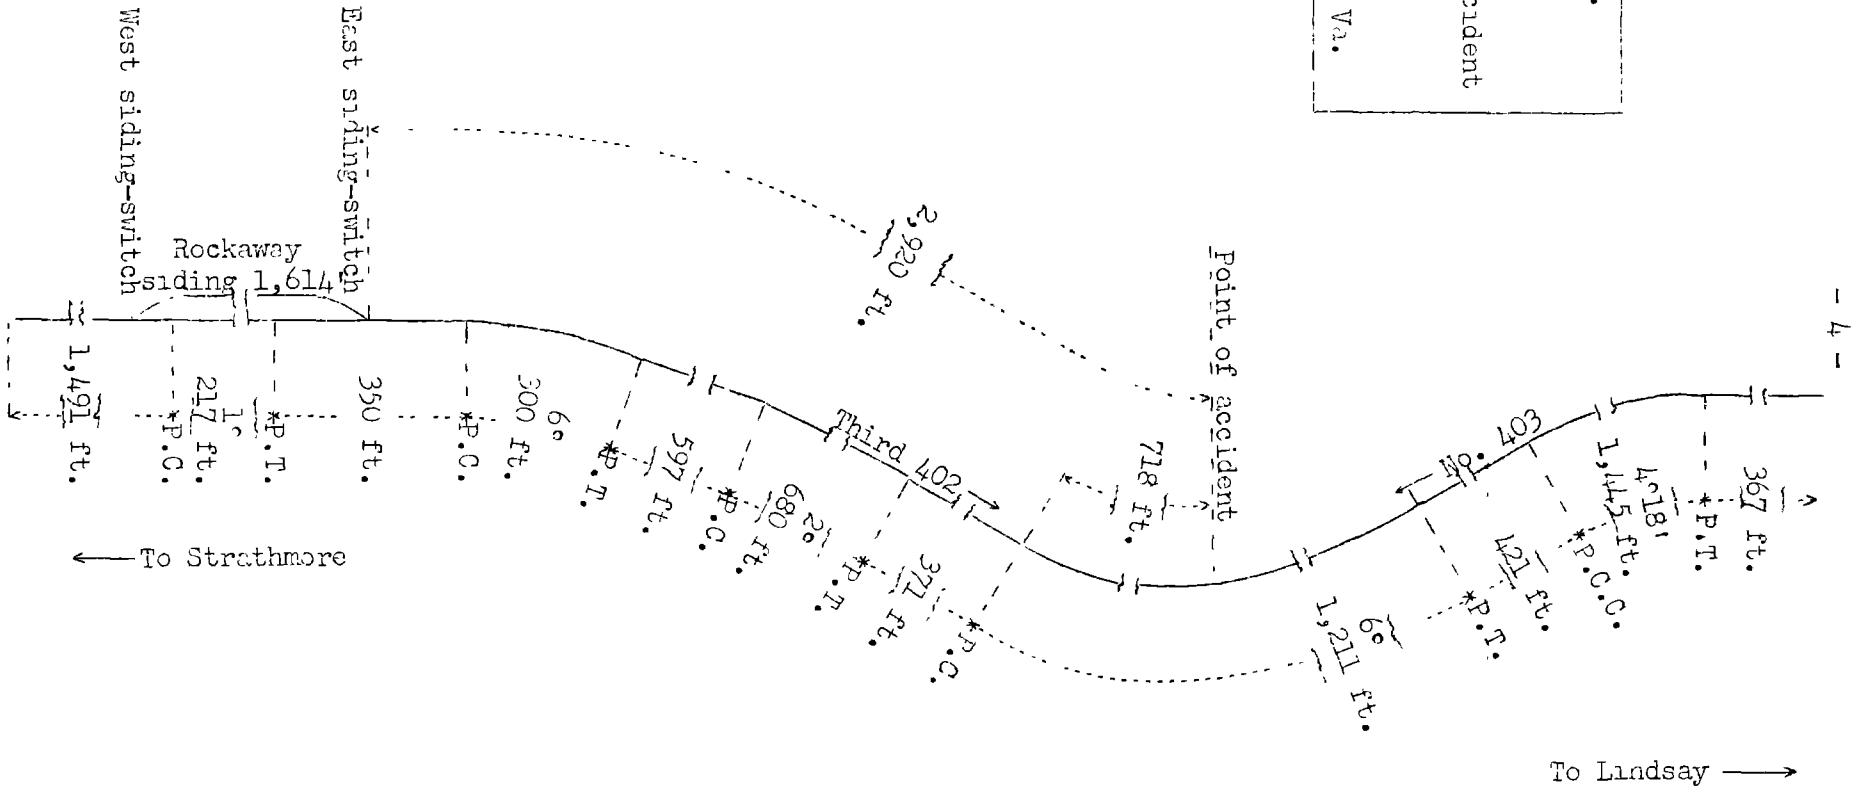 cident
Va.
- 4 -
West siding-switch
East siding-switch
Rockaway
siding 1,614'
2,920 ft.
Point of accident
1,491 ft.
P.C.
1°
217 ft.
*P.T.
350 ft.
*P.C.
6°
300 ft.
*P.T.
597 ft.
*P.C.
2°
680 ft.
*P.T.
371 ft.
*P.C.
Third 402
718 ft.
No. 403
6°
1,211 ft.
*P.T.
421 ft.
*P.C.C.
4°18'
1,445 ft.
*P.T.
367 ft.
To Strathmore
To Lindsay